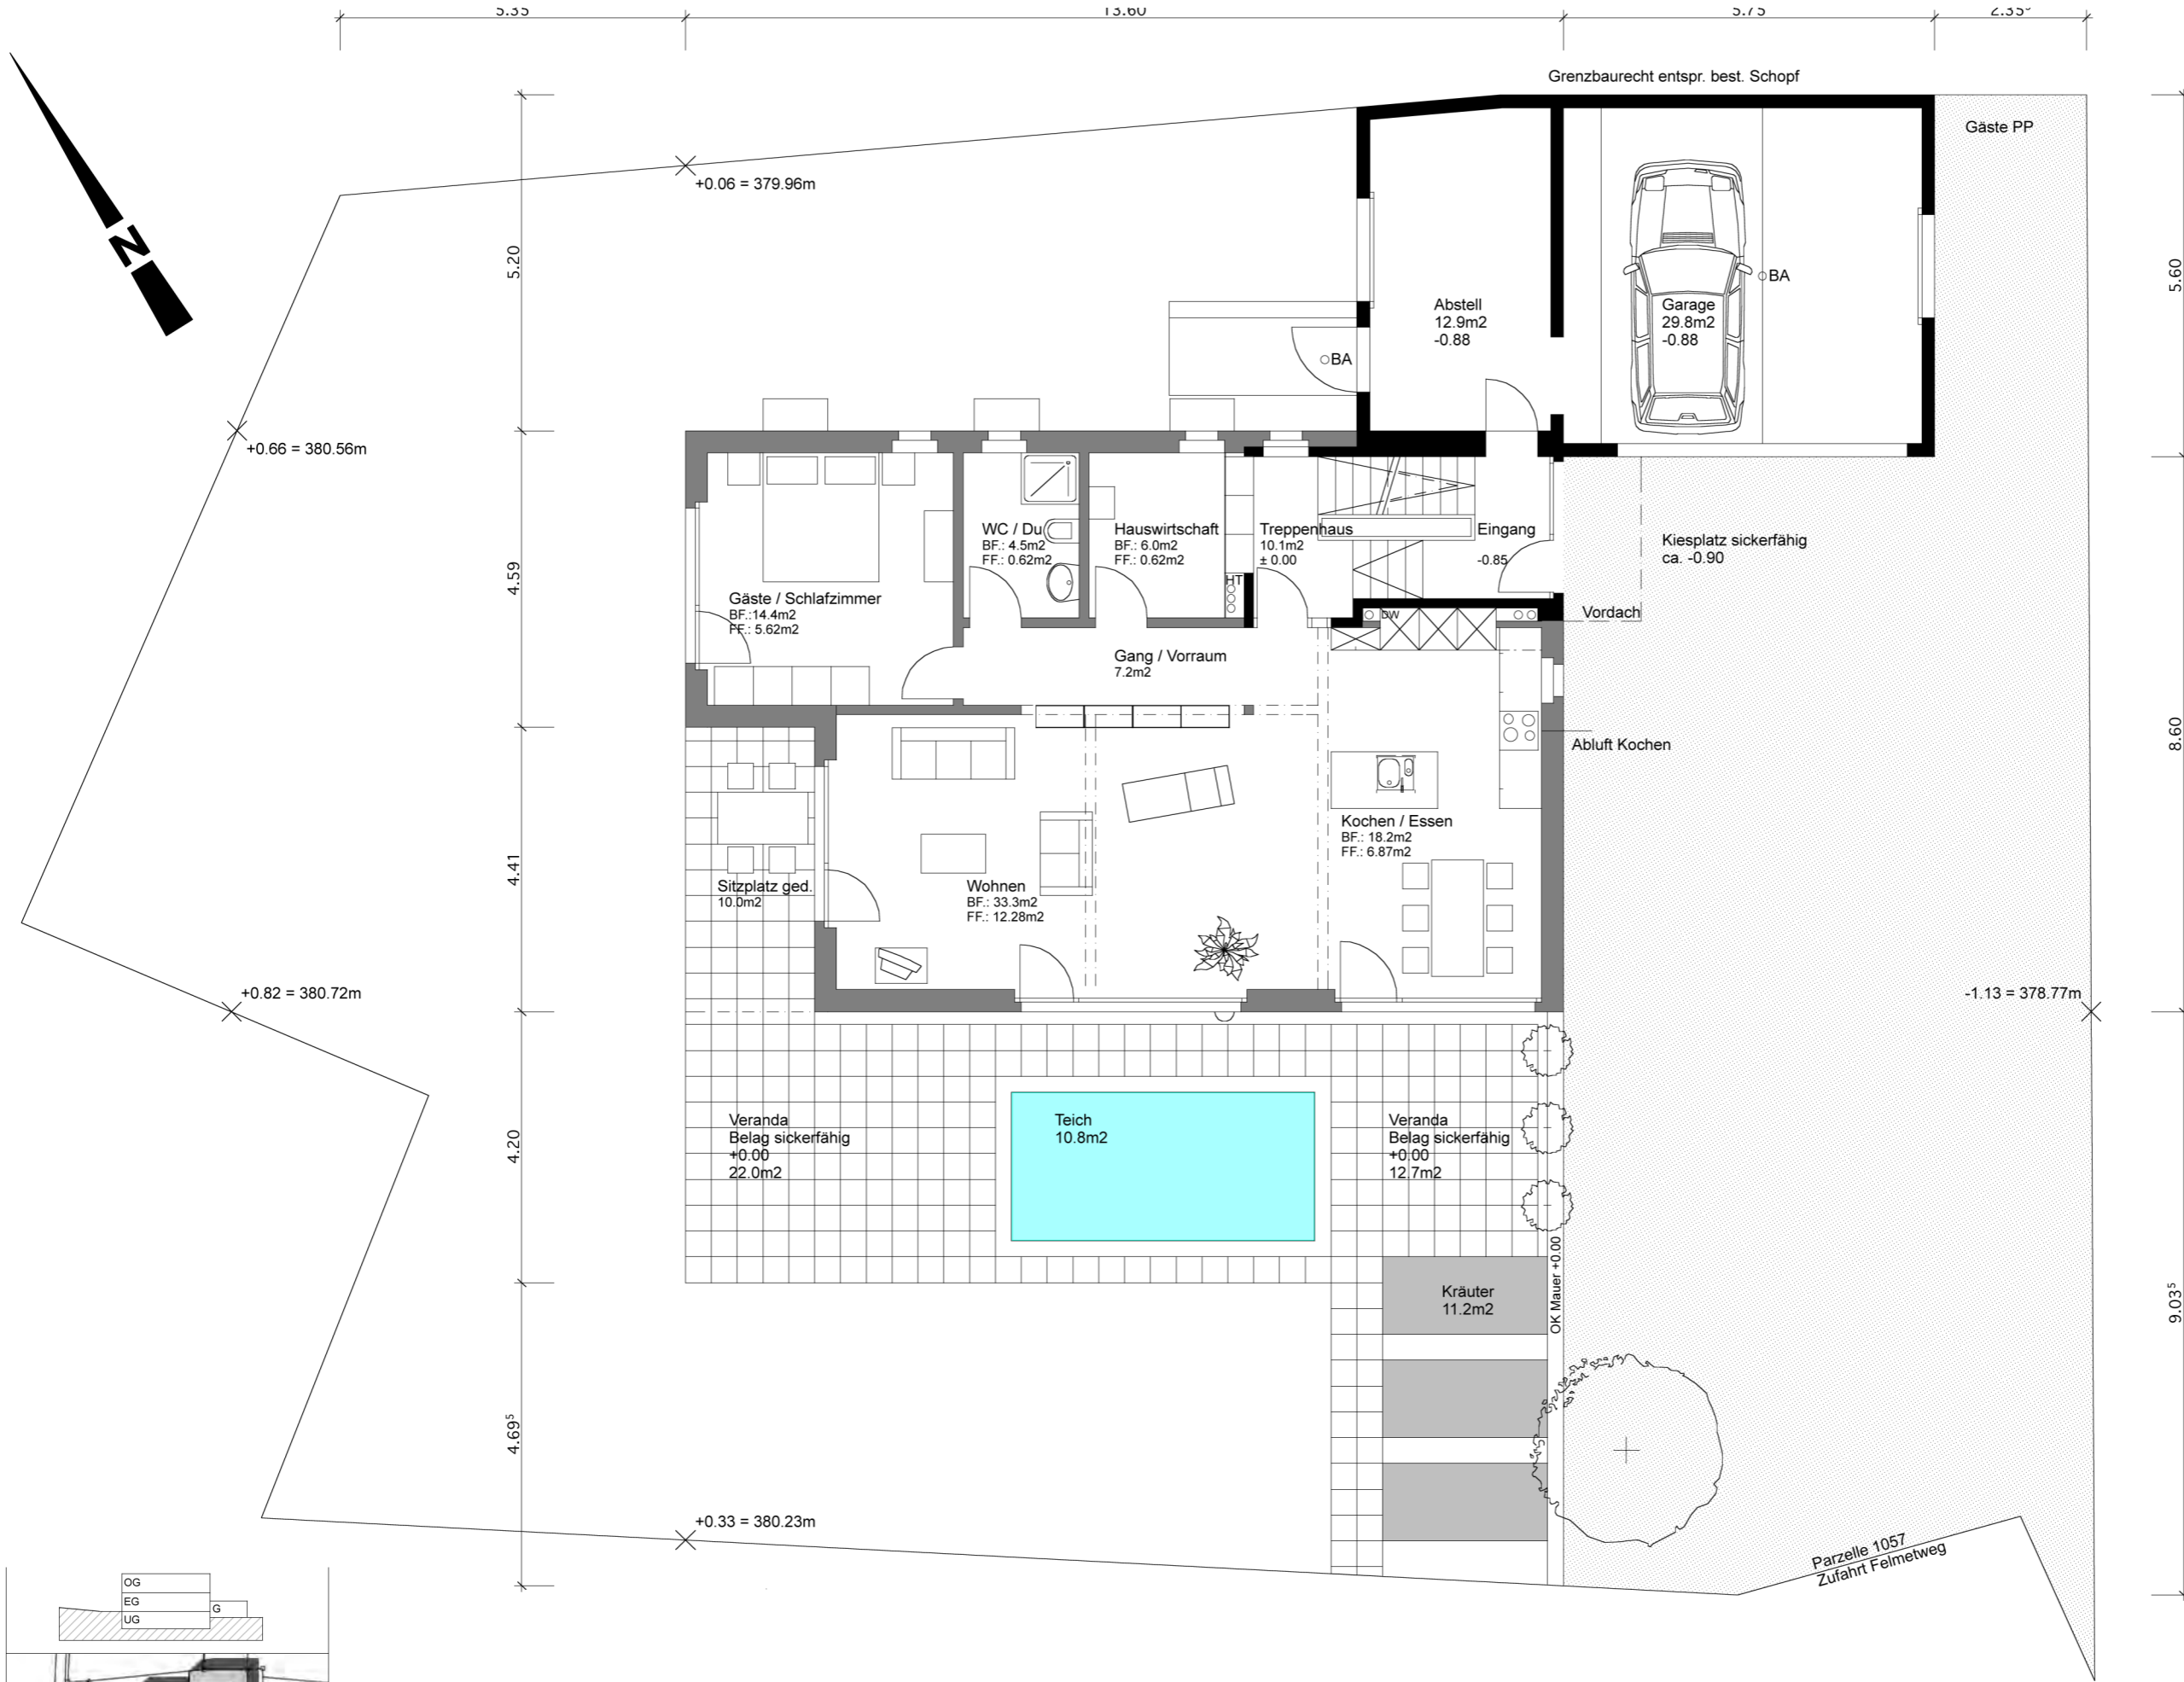 5.35
13.60
5.75
2.35⁵
Grenzbaurecht entspr. best. Schopf
Gäste PP
N
+0.06 = 379.96m
5.20
5.60
Abstell
12.9m2
-0.88
Garage
29.8m2
-0.88
BA
BA
+0.66 = 380.56m
WC / Du
BF.: 4.5m2
FF.: 0.62m2
Hauswirtschaft
BF.: 6.0m2
FF.: 0.62m2
Treppenhaus
10.1m2
± 0.00
Eingang
-0.85
Kiesplatz sickerfähig
ca. -0.90
4.59
HT
Gäste / Schlafzimmer
BF.:14.4m2
FF.: 5.62m2
DW
Vordach
Gang / Vorraum
7.2m2
8.60
Abluft Kochen
Kochen / Essen
BF.: 18.2m2
FF.: 6.87m2
4.41
Sitzplatz ged.
10.0m2
Wohnen
BF.: 33.3m2
FF.: 12.28m2
+0.82 = 380.72m
-1.13 = 378.77m
4.20
Veranda
Belag sickerfähig
+0.00
22.0m2
Teich
10.8m2
Veranda
Belag sickerfähig
+0.00
12.7m2
OK Mauer +0.00
Kräuter
11.2m2
9.03⁵
4.69⁵
+0.33 = 380.23m
Parzelle 1057
Zufahrt Felmetweg
OG
EG
G
UG